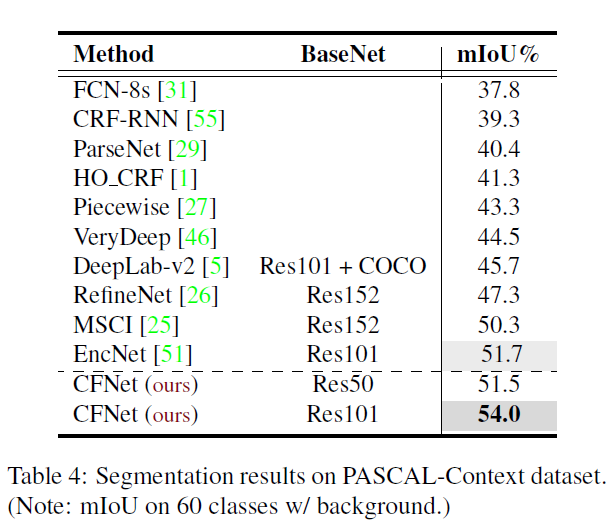 Method BaseNet mIoU%
FCN-8s [31] 37.8
CRF-RNN [55] 39.3
ParseNet [29] 40.4
HO_CRF [1] 41.3
Piecewise [27] 43.3
VeryDeep [46] 44.5
DeepLab-v2 [5] Res101 + COCO 45.7
RefineNet [26] Res152 47.3
MSCI [25] Res152 50.3
EncNet [51] Res101 51.7
CFNet (ours) Res50 51.5
CFNet (ours) Res101 54.0
Table 4: Segmentation results on PASCAL-Context dataset.
(Note: mIoU on 60 classes w/ background.)